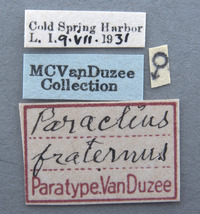 Cold Spring Harbor
L. I. 9.VII.1931
♂
MCVanDuzee
Collection
Paraclius
fraternus
Paratype.VanDuzee